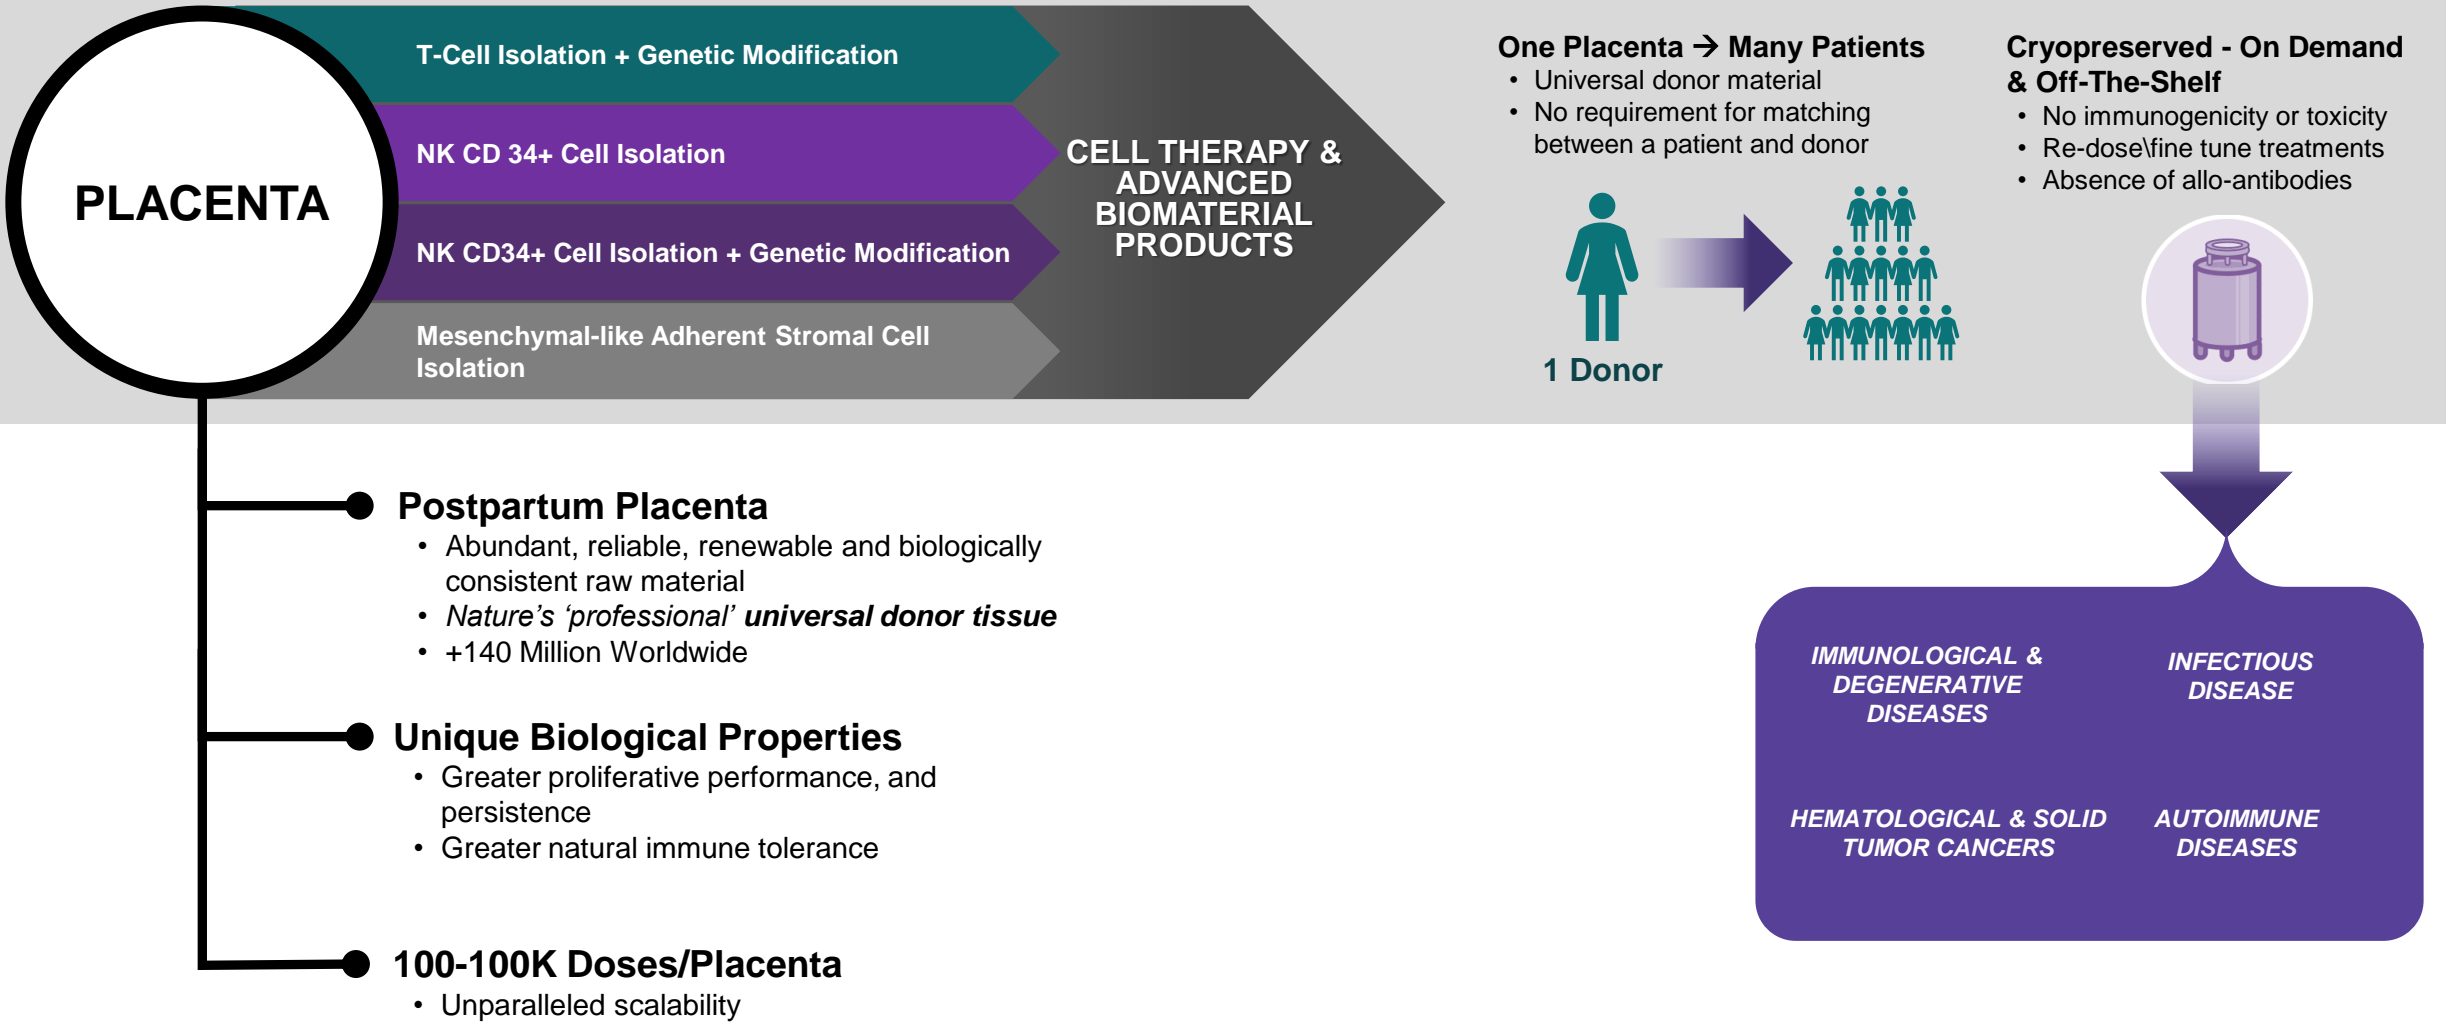 PLACENTA
T-Cell Isolation + Genetic Modification
NK CD 34+ Cell Isolation
NK CD34+ Cell Isolation + Genetic Modification
Mesenchymal-like Adherent Stromal Cell
Isolation
CELL THERAPY &
ADVANCED
BIOMATERIAL
PRODUCTS
One Placenta → Many Patients
• Universal donor material
• No requirement for matching
between a patient and donor
1 Donor
Cryopreserved - On Demand
& Off-The-Shelf
• No immunogenicity or toxicity
• Re-dose\fine tune treatments
• Absence of allo-antibodies
Postpartum Placenta
• Abundant, reliable, renewable and biologically
consistent raw material
• Nature’s ‘professional’ universal donor tissue
• +140 Million Worldwide
Unique Biological Properties
• Greater proliferative performance, and
persistence
• Greater natural immune tolerance
100-100K Doses/Placenta
• Unparalleled scalability
IMMUNOLOGICAL &
DEGENERATIVE
DISEASES
INFECTIOUS
DISEASE
HEMATOLOGICAL & SOLID
TUMOR CANCERS
AUTOIMMUNE
DISEASES